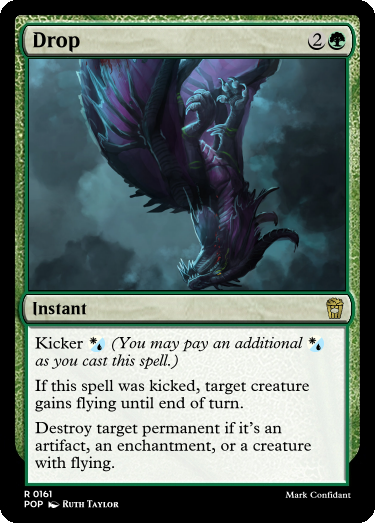 Drop 2
Instant
Kicker (You may pay an additional
as you cast this spell.)
If this spell was kicked, target creature
gains flying until end of turn.
Destroy target permanent if it's an
artifact, an enchantment, or a creature
with flying.
R 0161
POP RUTH TAYLOR
Mark Confidant